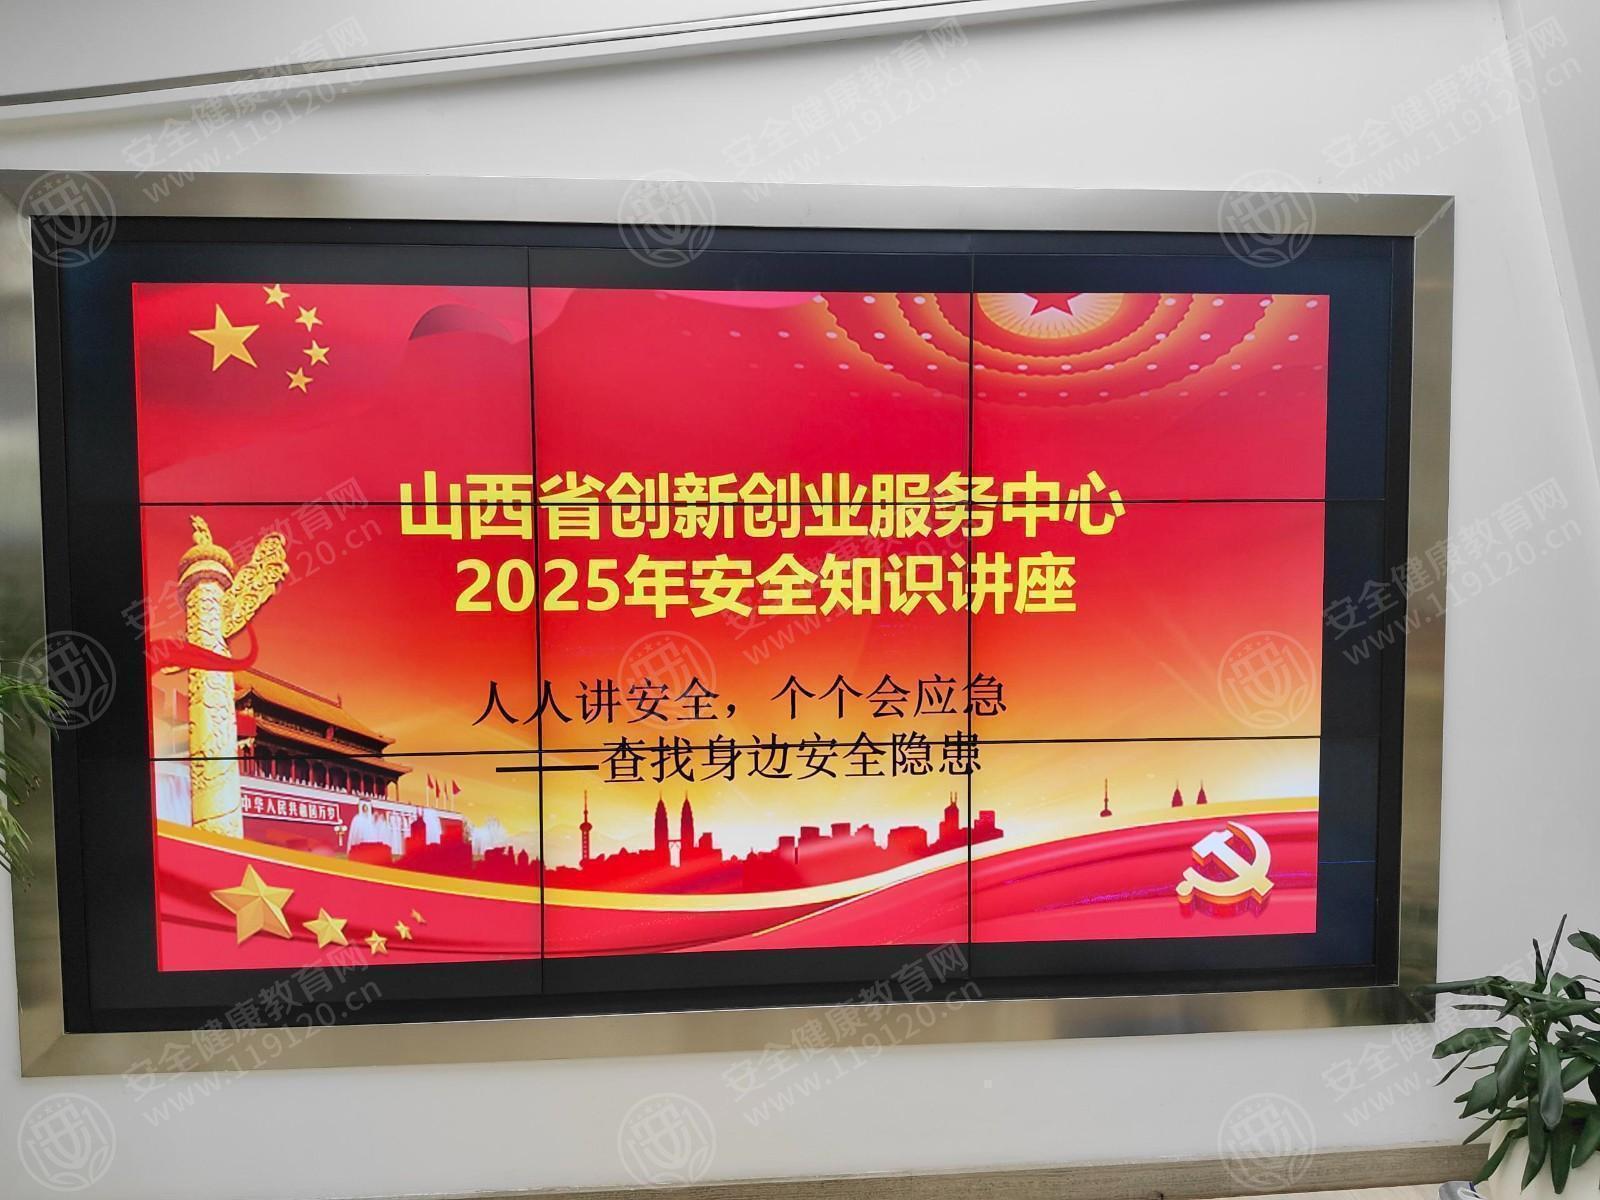 山西省创新创业服务中心
2025年安全知识讲座
人人讲安全，个个会应急
——查找身边安全隐患
中华人民共和国万岁
安全健康教育网
www.119120.cn